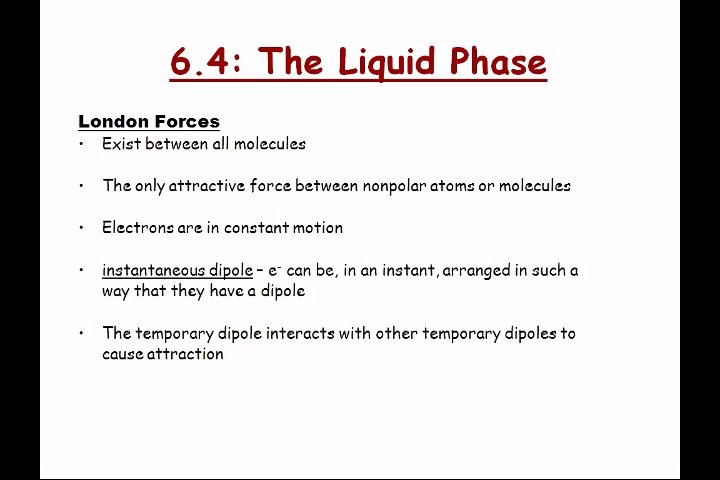 6.4: The Liquid Phase
London Forces
• Exist between all molecules
• The only attractive force between nonpolar atoms or molecules
• Electrons are in constant motion
• instantaneous dipole – e⁻ can be, in an instant, arranged in such a
way that they have a dipole
• The temporary dipole interacts with other temporary dipoles to
cause attraction